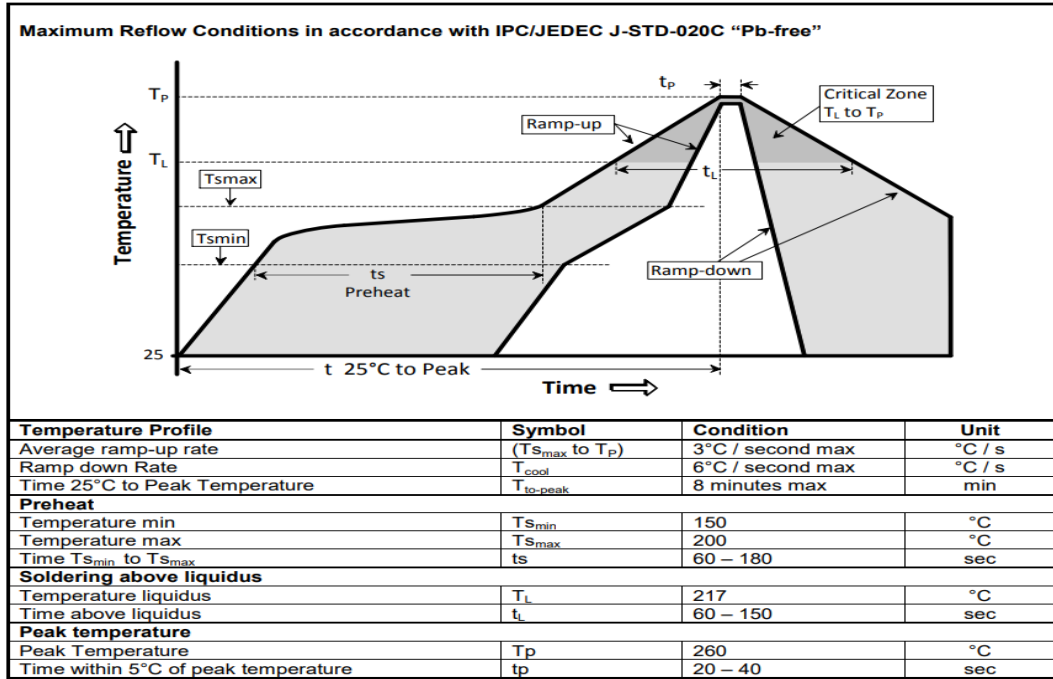 Maximum Reflow Conditions in accordance with IPC/JEDEC J-STD-020C “Pb-free”
tP
TP
Critical Zone
TL to TP
Ramp-up
Temperature
TL
tL
Tsmax
Tsmin
ts
Preheat
Ramp-down
25
t 25°C to Peak
Time
Temperature Profile Symbol Condition Unit
Average ramp-up rate (Tsmax to TP) 3°C / second max °C / s
Ramp down Rate Tcool 6°C / second max °C / s
Time 25°C to Peak Temperature Tto-peak 8 minutes max min
Preheat
Temperature min Tsmin 150 °C
Temperature max Tsmax 200 °C
Time Tsmin to Tsmax ts 60 – 180 sec
Soldering above liquidus
Temperature liquidus TL 217 °C
Time above liquidus tL 60 – 150 sec
Peak temperature
Peak Temperature Tp 260 °C
Time within 5°C of peak temperature tp 20 – 40 sec